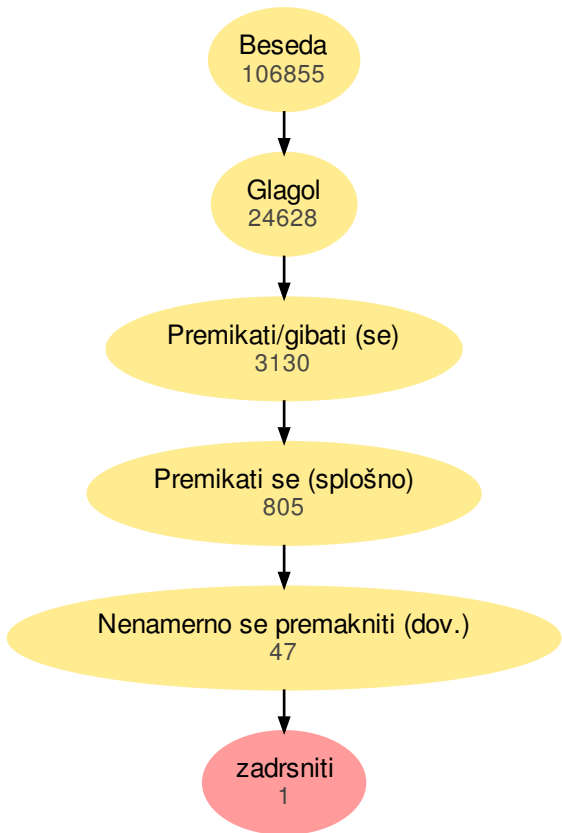 Beseda
106855
Glagol
24628
Premikati/gibati (se)
3130
Premikati se (splošno)
805
Nenamerno se premakniti (dov.)
47
zadrsniti
1